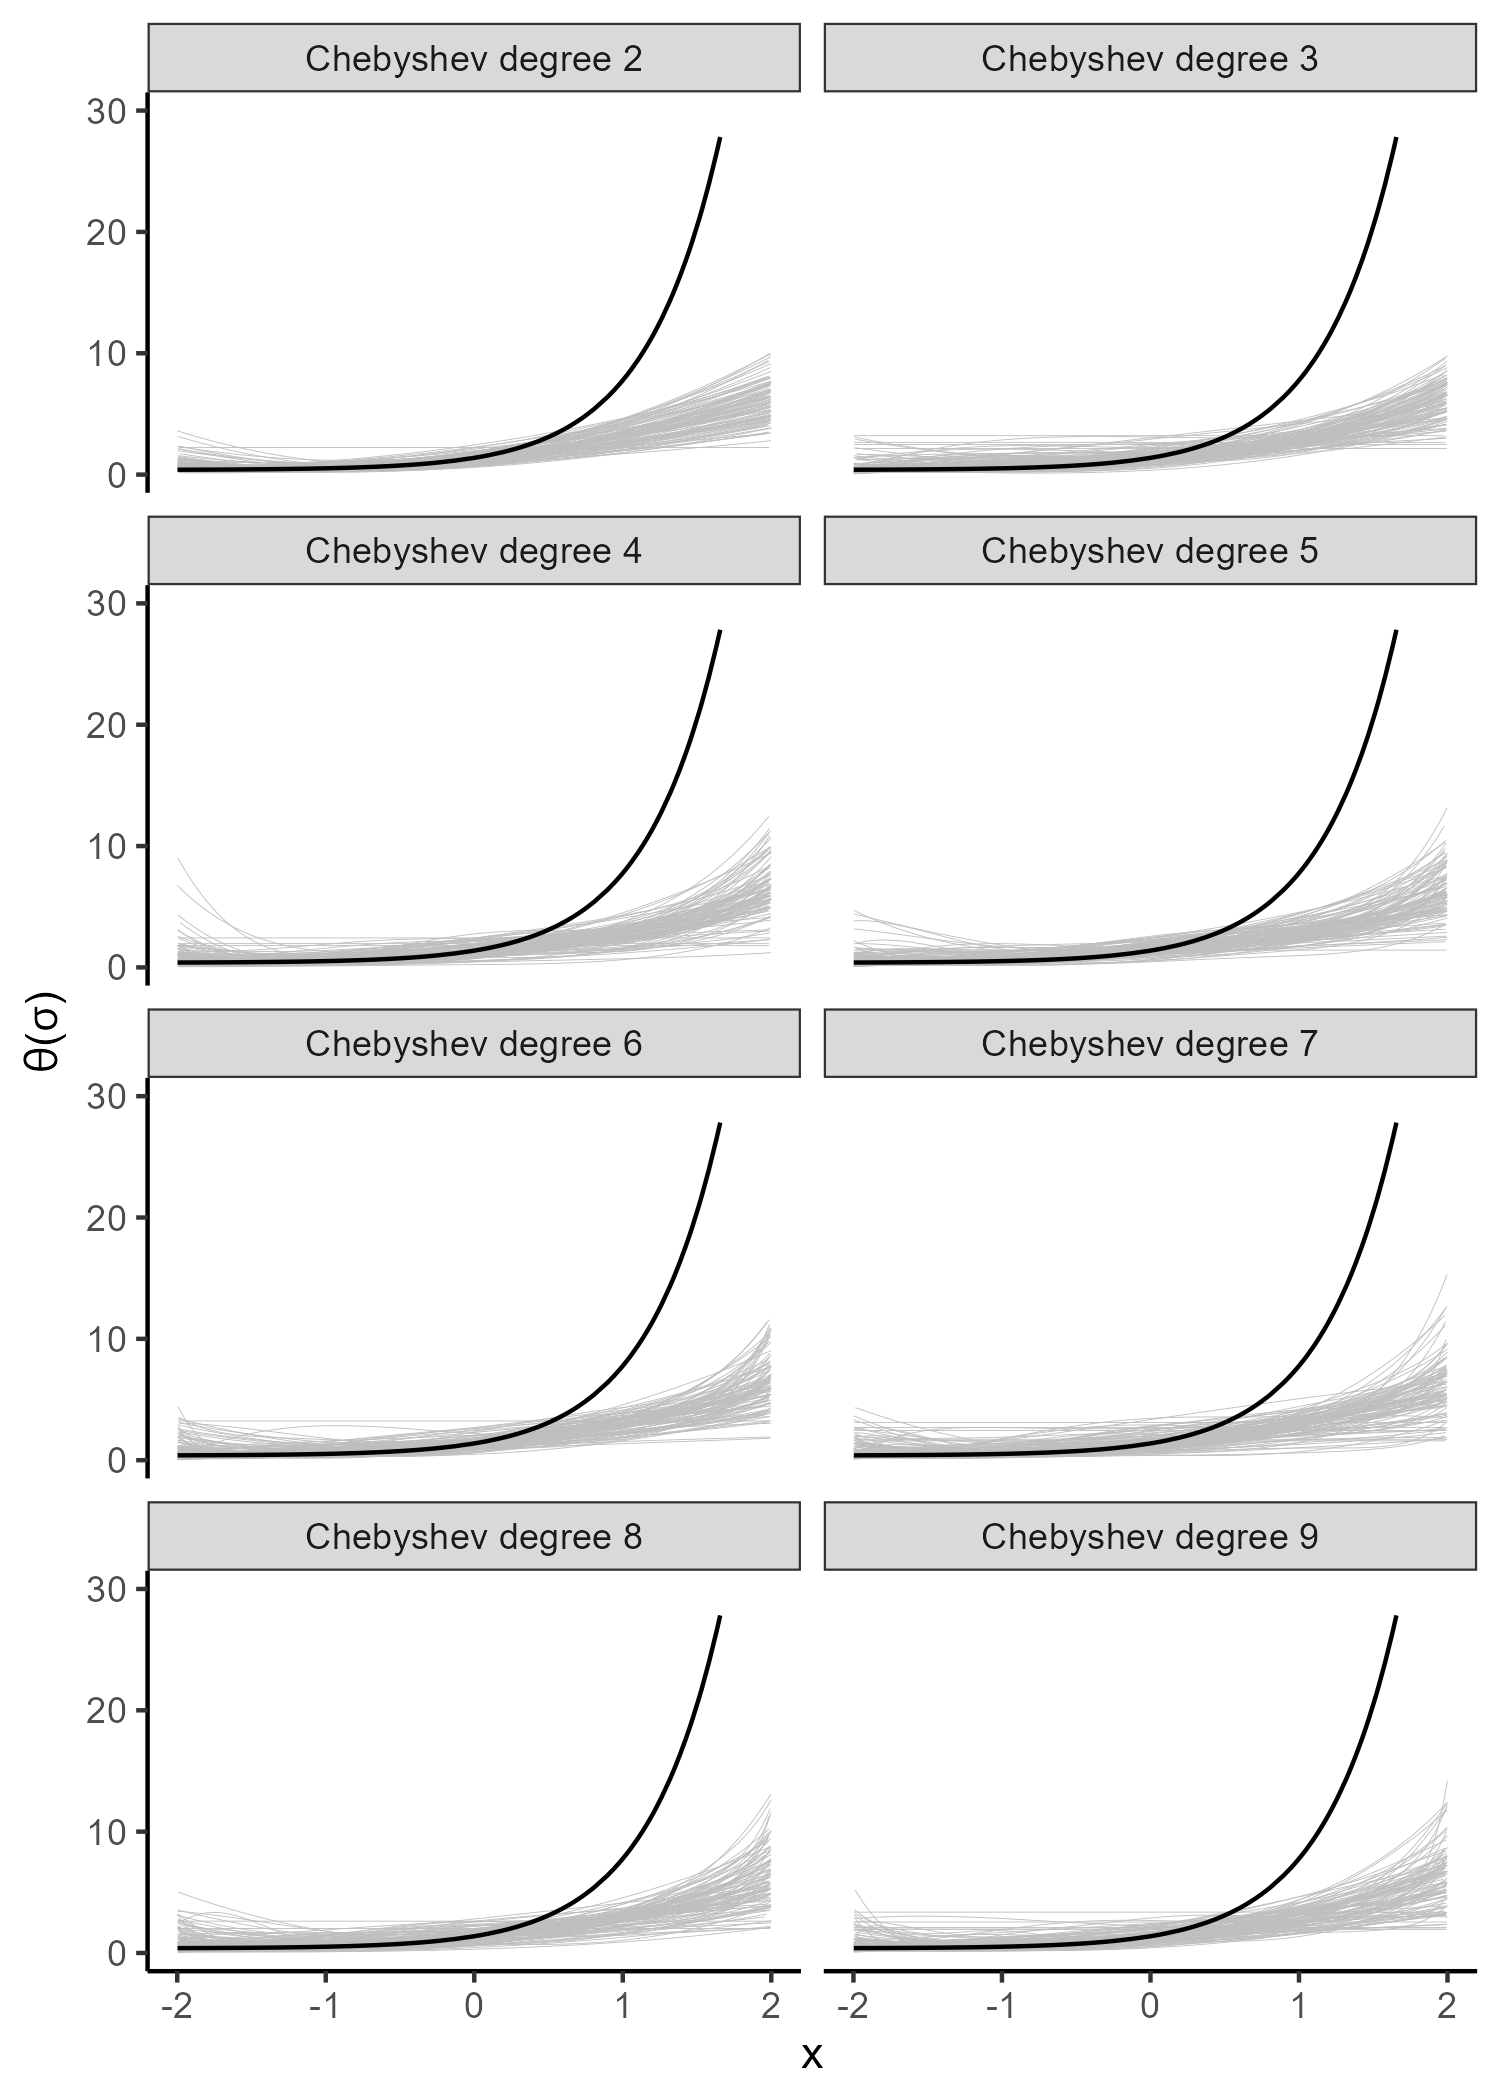 Chebyshev degree 2
Chebyshev degree 3
30
20
10
0
Chebyshev degree 4
Chebyshev degree 5
30
20
10
0
θ(σ)
Chebyshev degree 6
Chebyshev degree 7
30
20
10
0
Chebyshev degree 8
Chebyshev degree 9
30
20
10
0
-2 -1 0 1 2
-2 -1 0 1 2
x